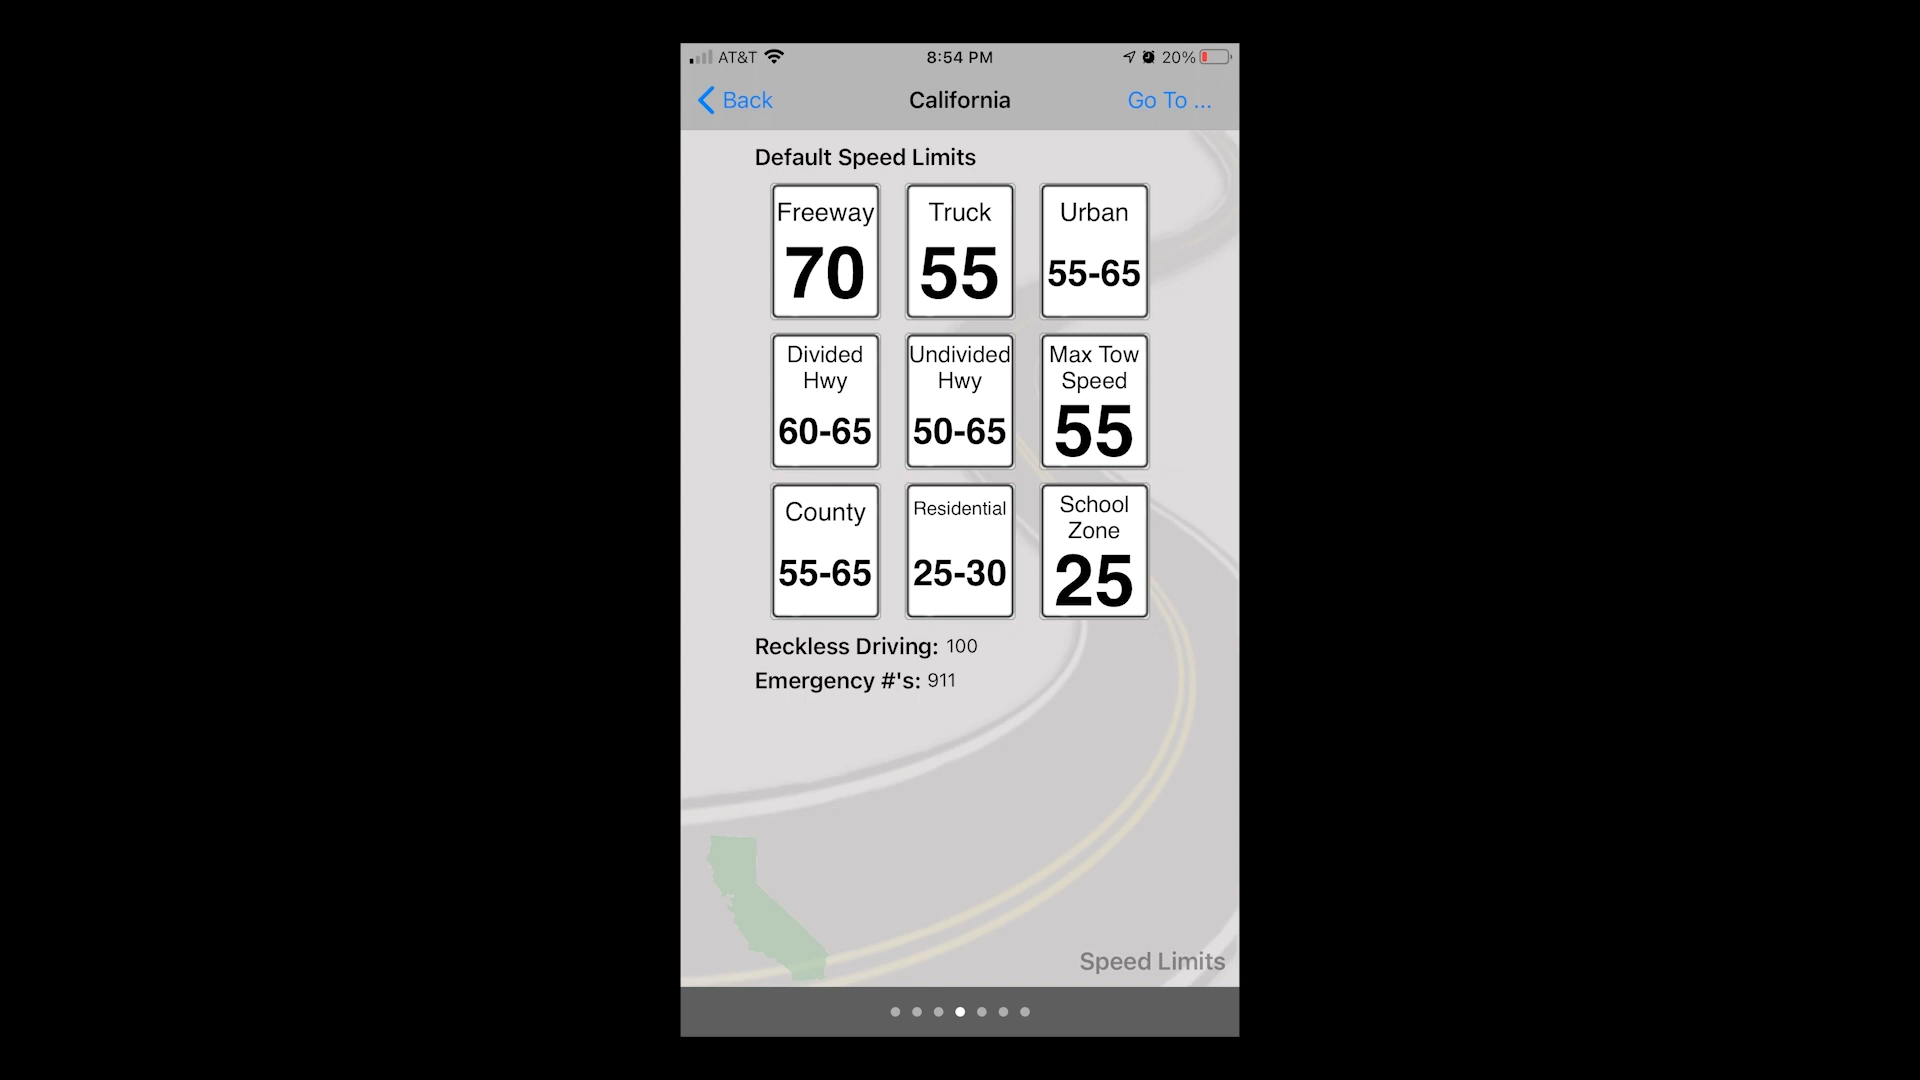 AT&T 8:54 PM 20%
Back California Go To ...
Default Speed Limits
Freeway
70
Truck
55
Urban
55-65
Divided
Hwy
60-65
Undivided
Hwy
50-65
Max Tow
Speed
55
County
55-65
Residential
25-30
School
Zone
25
Reckless Driving: 100
Emergency #'s: 911
Speed Limits